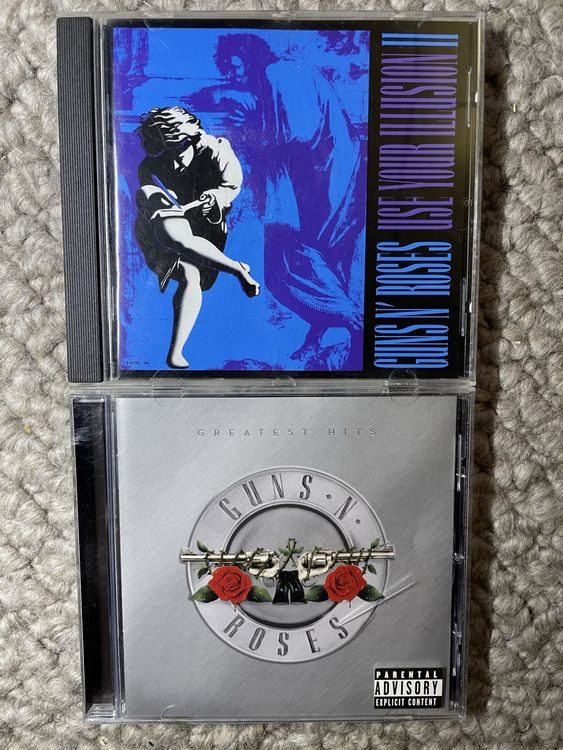 GUNS N' ROSES USE YOUR ILLUSION II
GREATEST HITS
GUNS·N·
ROSES
PARENTAL
ADVISORY
EXPLICIT CONTENT